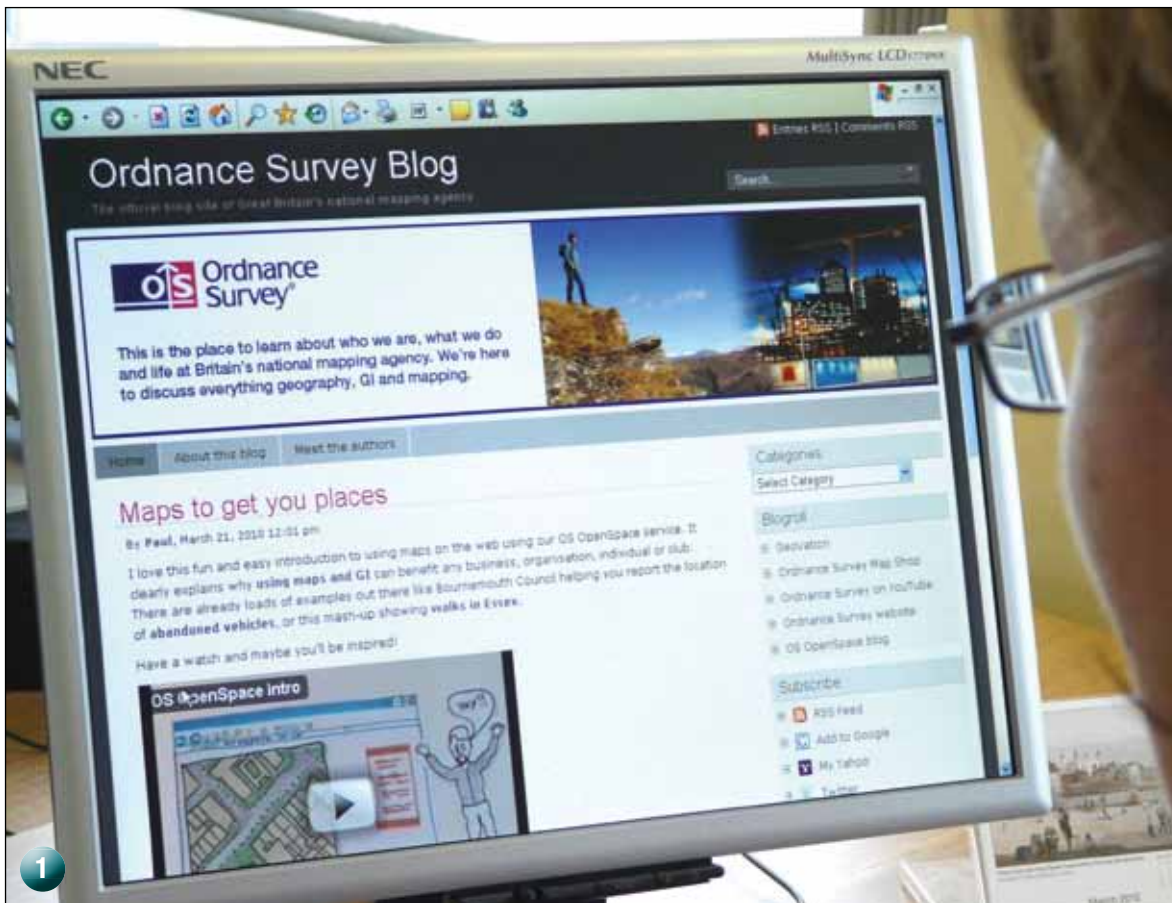 NEC
MultiSync LCD
Entries RSS | Comments RSS
Ordnance Survey Blog
The official blog site of Great Britain's national mapping agency
Search
OS Ordnance
Survey®
This is the place to learn about who we are, what we do
and life at Britain's national mapping agency. We're here
to discuss everything geography, GI and mapping.
Home
About this blog
Meet the authors
Maps to get you places
By Paul, March 21, 2010 12:01 pm
I love this fun and easy introduction to using maps on the web using our OS OpenSpace service. It
clearly explains why using maps and GI can benefit any business, organisation, individual or club.
There are already loads of examples out there like Bournemouth Council helping you report the location
of abandoned vehicles, or this mash-up showing walks in Essex.
Have a watch and maybe you'll be inspired!
OS OpenSpace intro
Categories
Select Category
Blogroll
Geovation
Ordnance Survey Map Shop
Ordnance Survey on YouTube
Ordnance Survey website
OS OpenSpace blog
Subscribe
RSS Feed
Add to Google
My Yahoo
Twitter
March 2010
1